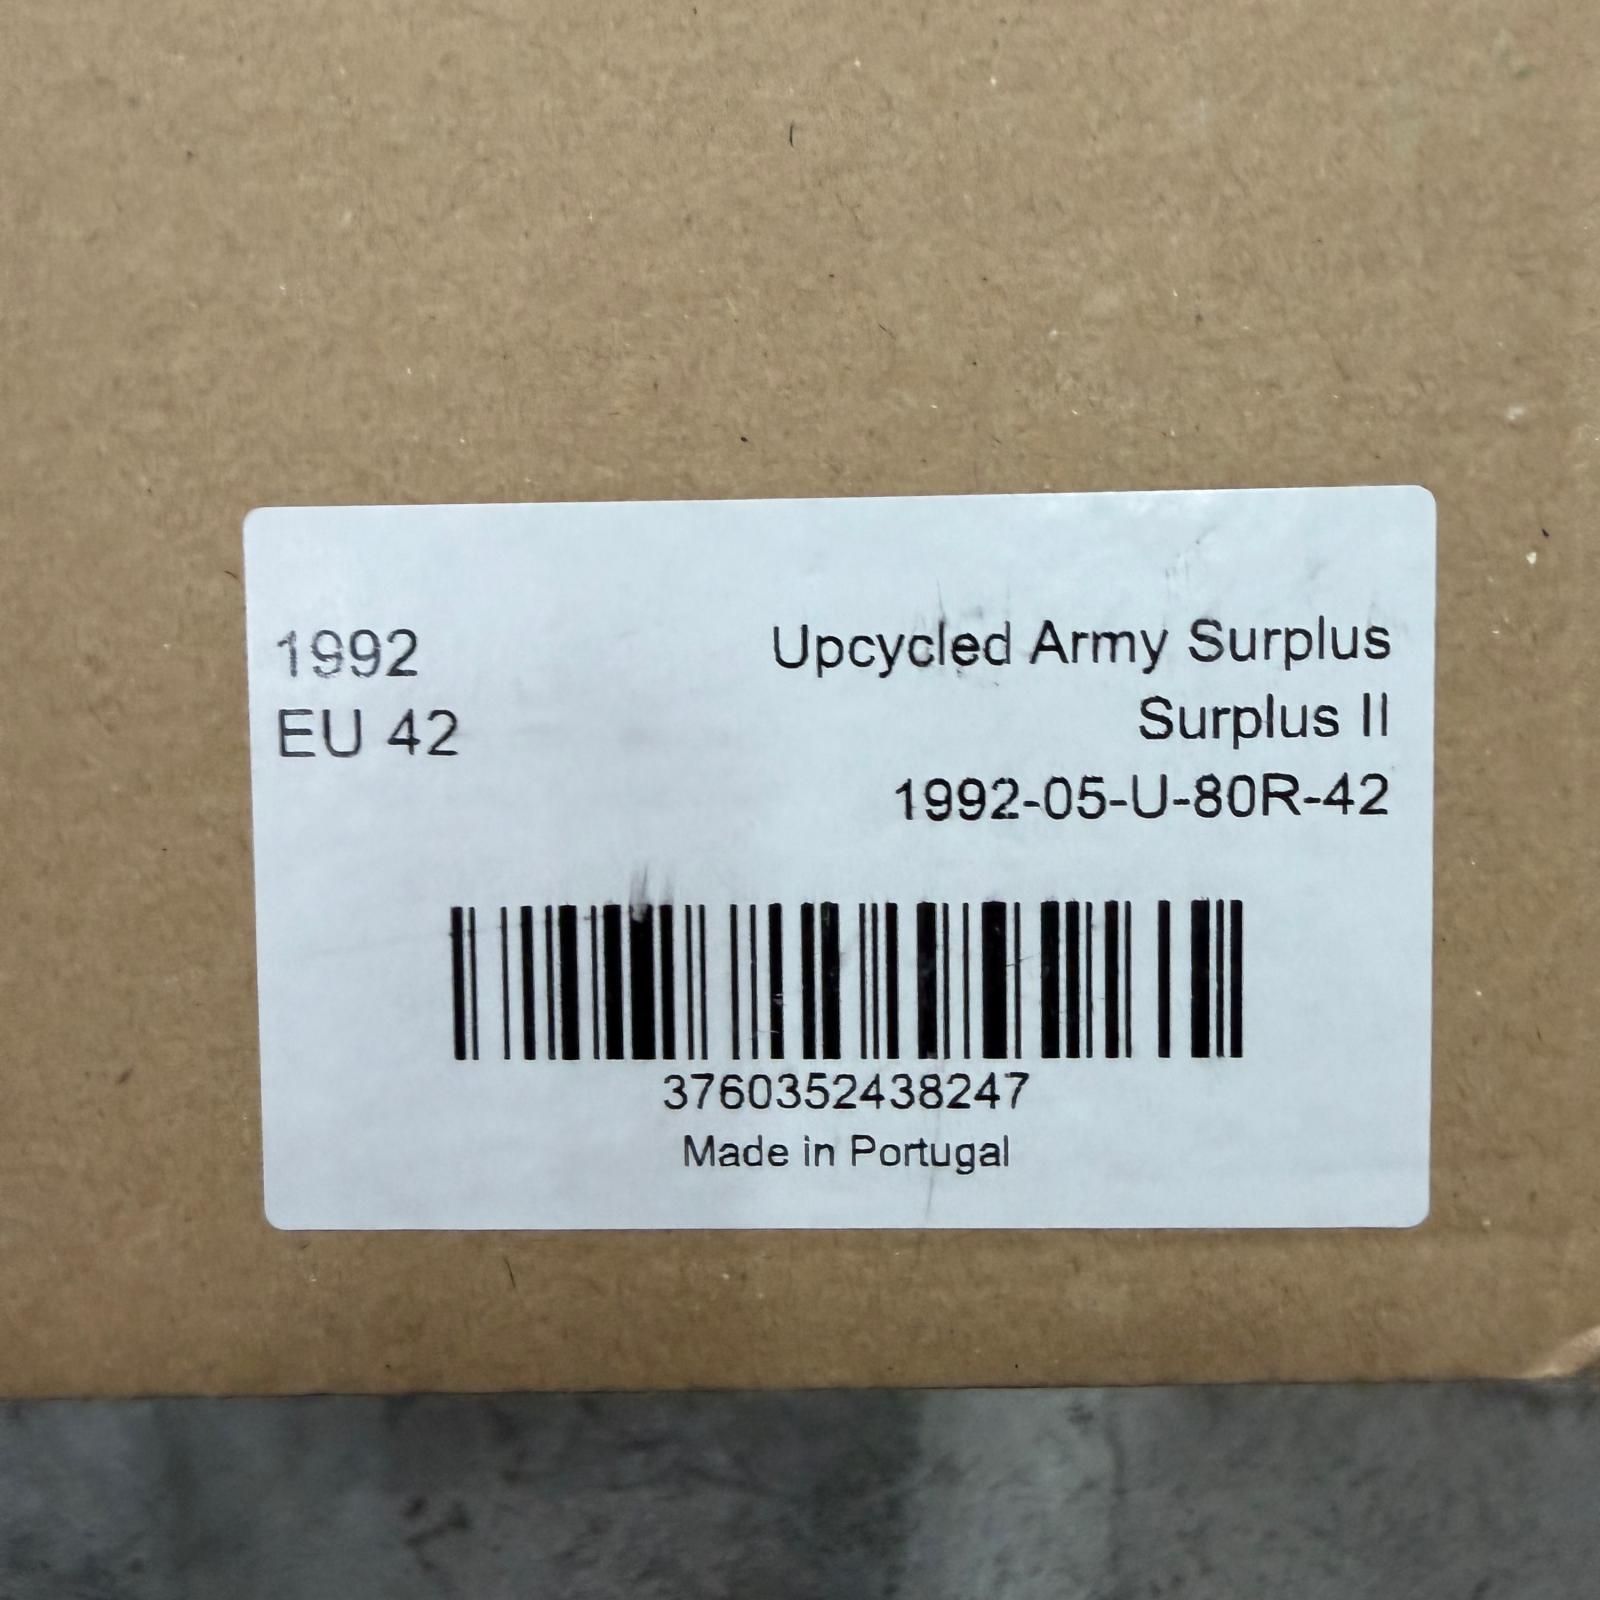 1992
EU 42
Upcycled Army Surplus
Surplus II
1992-05-U-80R-42
3760352438247
Made in Portugal